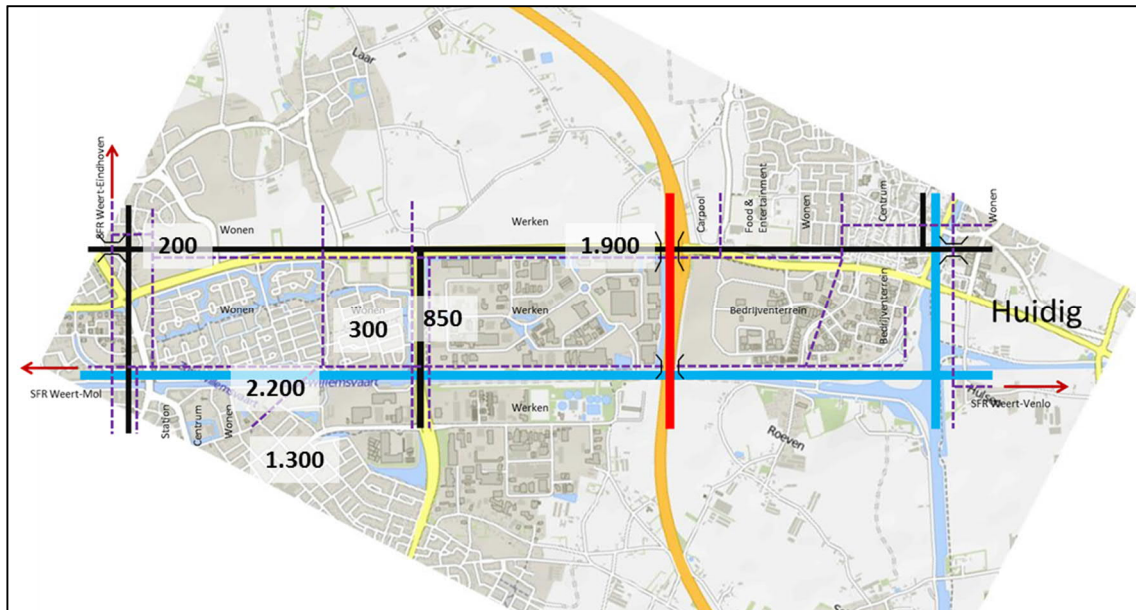 Laar
SFR Weert-Eindhoven
Wonen
Werken
Carpool
Food &
Entertainment
Wonen
Centrum
Wonen
200
1.900
Wonen
Wonen
300
850
Werken
Bedrijventerrein
Bedrijventerrein
Huidig
2.200
Willemsvaart
SFR Weert-Mol
Station
Centrum
Wonen
Werken
SFR Weert-Venlo
Roeven
1.300